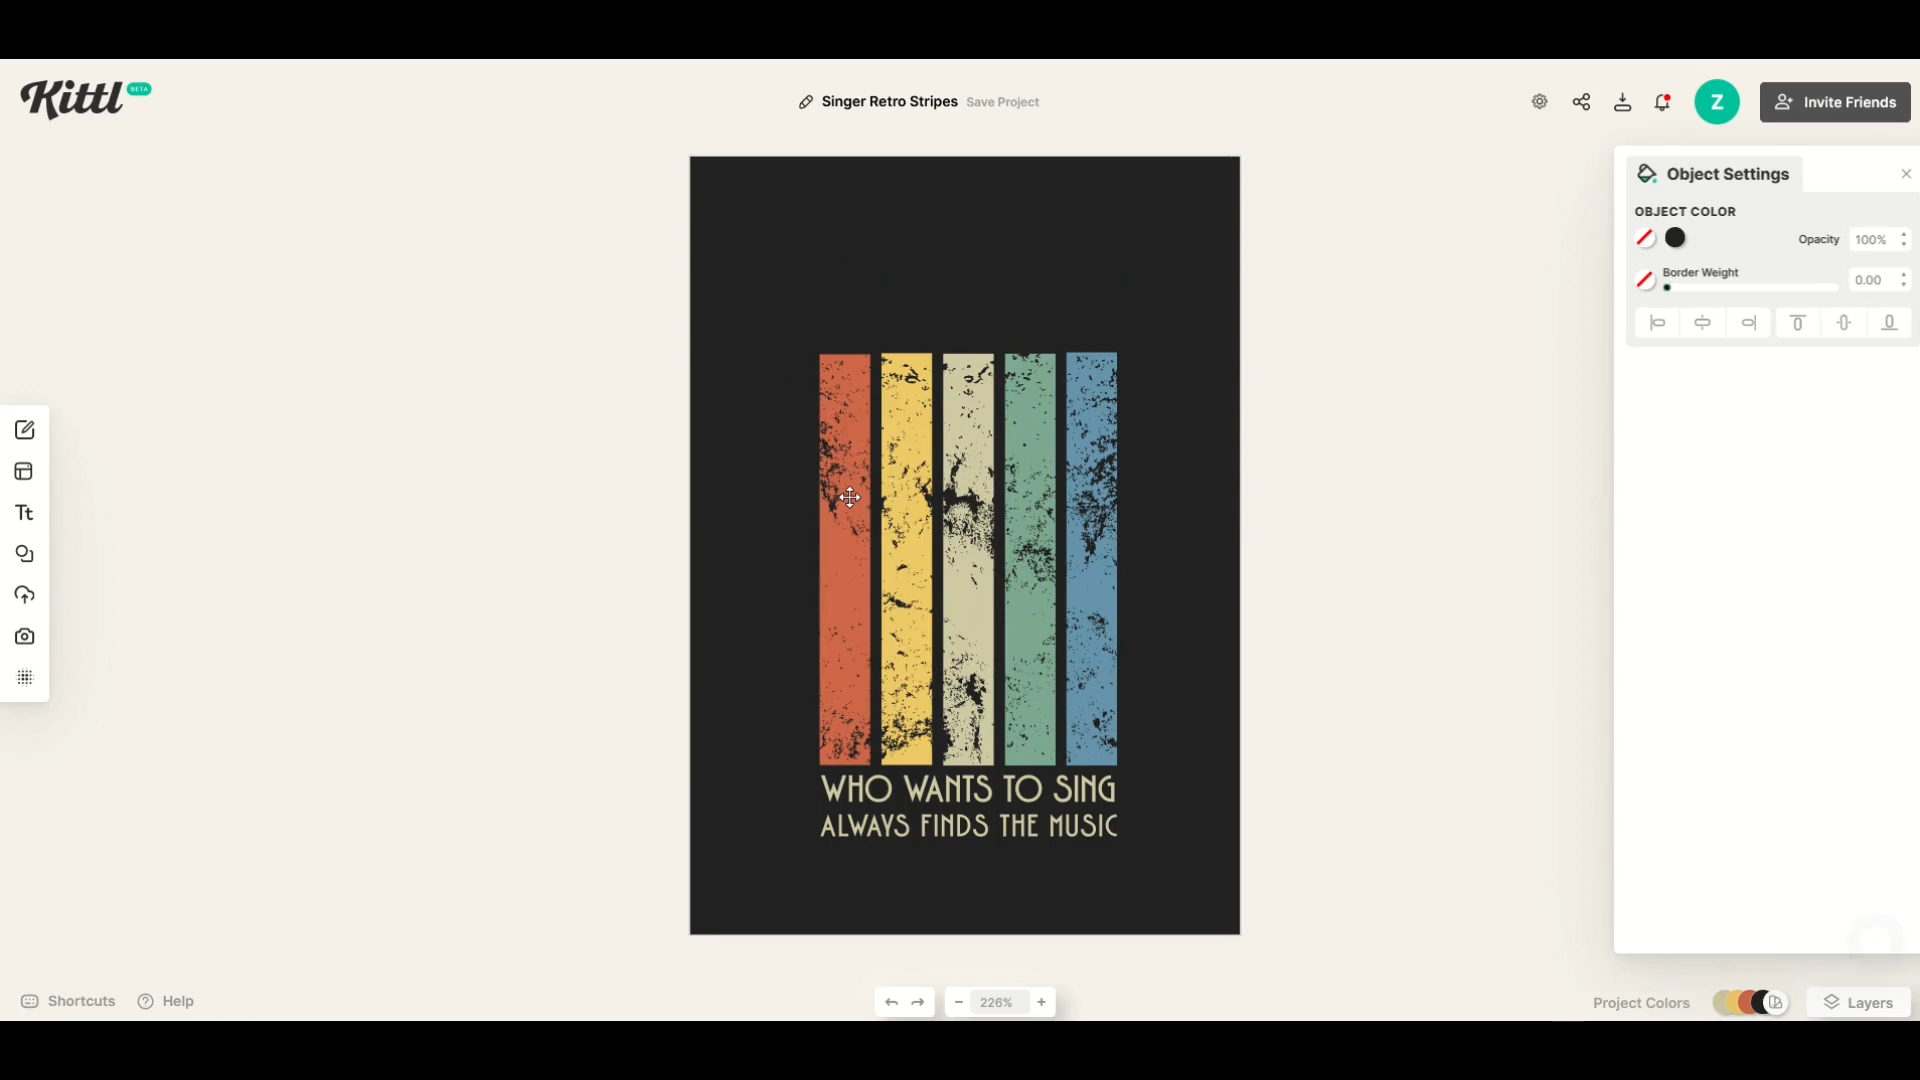 Kittl BETA
Singer Retro Stripes Save Project
Z
Invite Friends
Object Settings
OBJECT COLOR
Opacity 100%
Border Weight 0.00
Tt
WHO WANTS TO SING
ALWAYS FINDS THE MUSIC
Shortcuts Help
226%
Project Colors
Layers